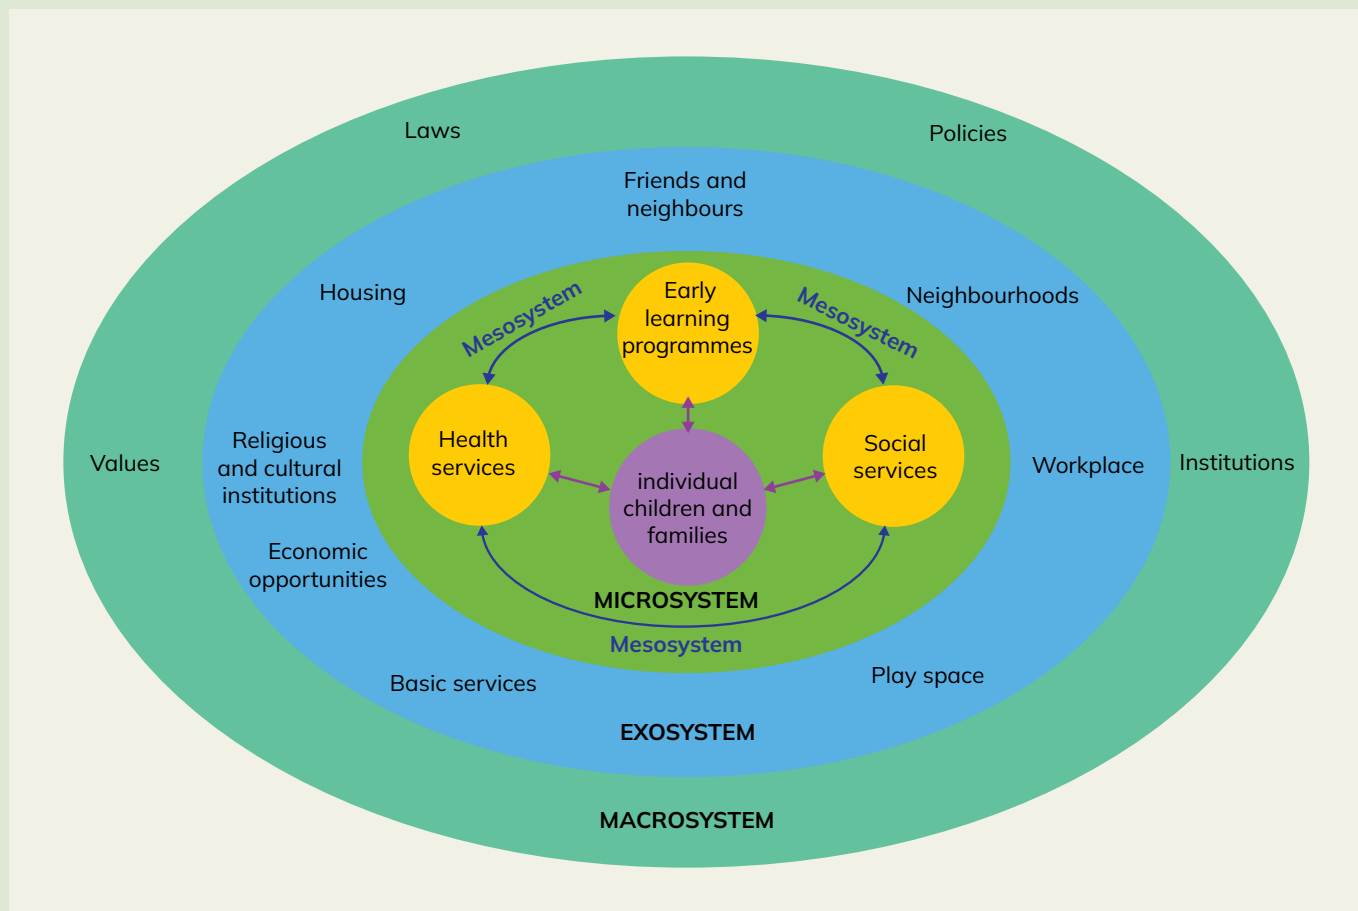 Laws
Policies
Friends and
neighbours
Housing
Neighbourhoods
Mesosystem
Early
learning
programmes
Mesosystem
Values
Religious
and cultural
institutions
Health
services
individual
children and
families
Social
services
Workplace
Institutions
Economic
opportunities
MICROSYSTEM
Mesosystem
Basic services
Play space
EXOSYSTEM
MACROSYSTEM